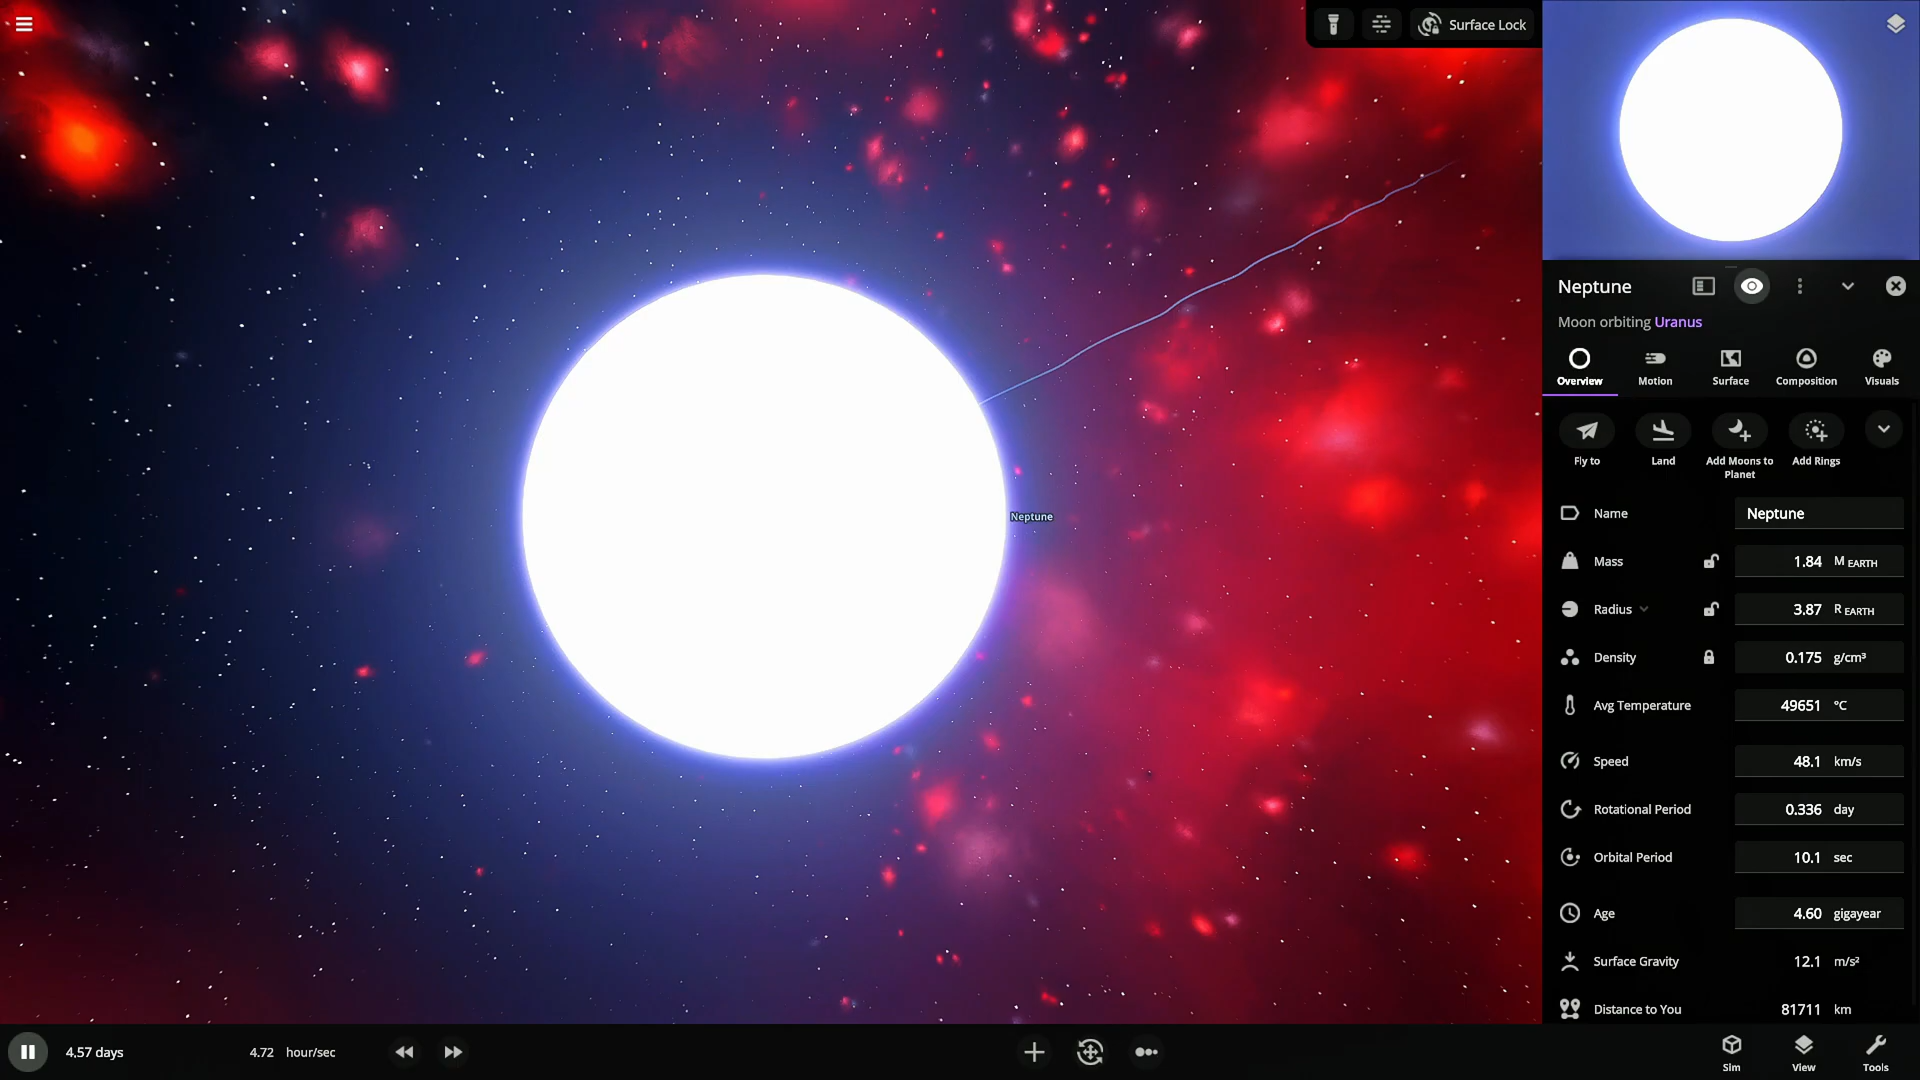 Surface Lock
Neptune
Moon orbiting Uranus
Overview
Motion
Surface
Composition
Visuals
Fly to
Land
Add Moons to
Planet
Add Rings
Name Neptune
Mass 1.84 M EARTH
Radius 3.87 R EARTH
Density 0.175 g/cm³
Avg Temperature 49651 °C
Speed 48.1 km/s
Rotational Period 0.336 day
Orbital Period 10.1 sec
Age 4.60 gigayear
Surface Gravity 12.1 m/s²
Distance to You 81711 km
Neptune
4.57 days
4.72 hour/sec
Sim
View
Tools